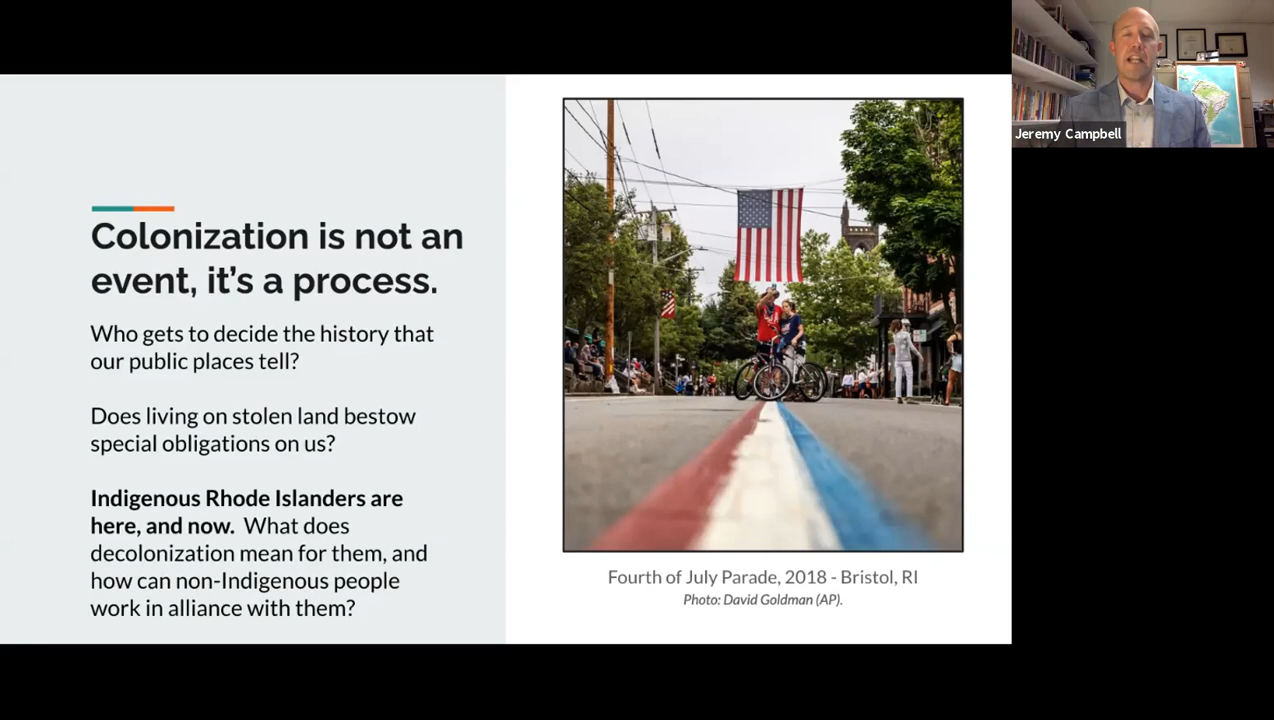 Colonization is not an
event, it's a process.
Who gets to decide the history that
our public places tell?
Does living on stolen land bestow
special obligations on us?
Indigenous Rhode Islanders are
here, and now.  What does
decolonization mean for them, and
how can non-Indigenous people
work in alliance with them?
Fourth of July Parade, 2018 - Bristol, RI
Photo: David Goldman (AP).
Jeremy Campbell